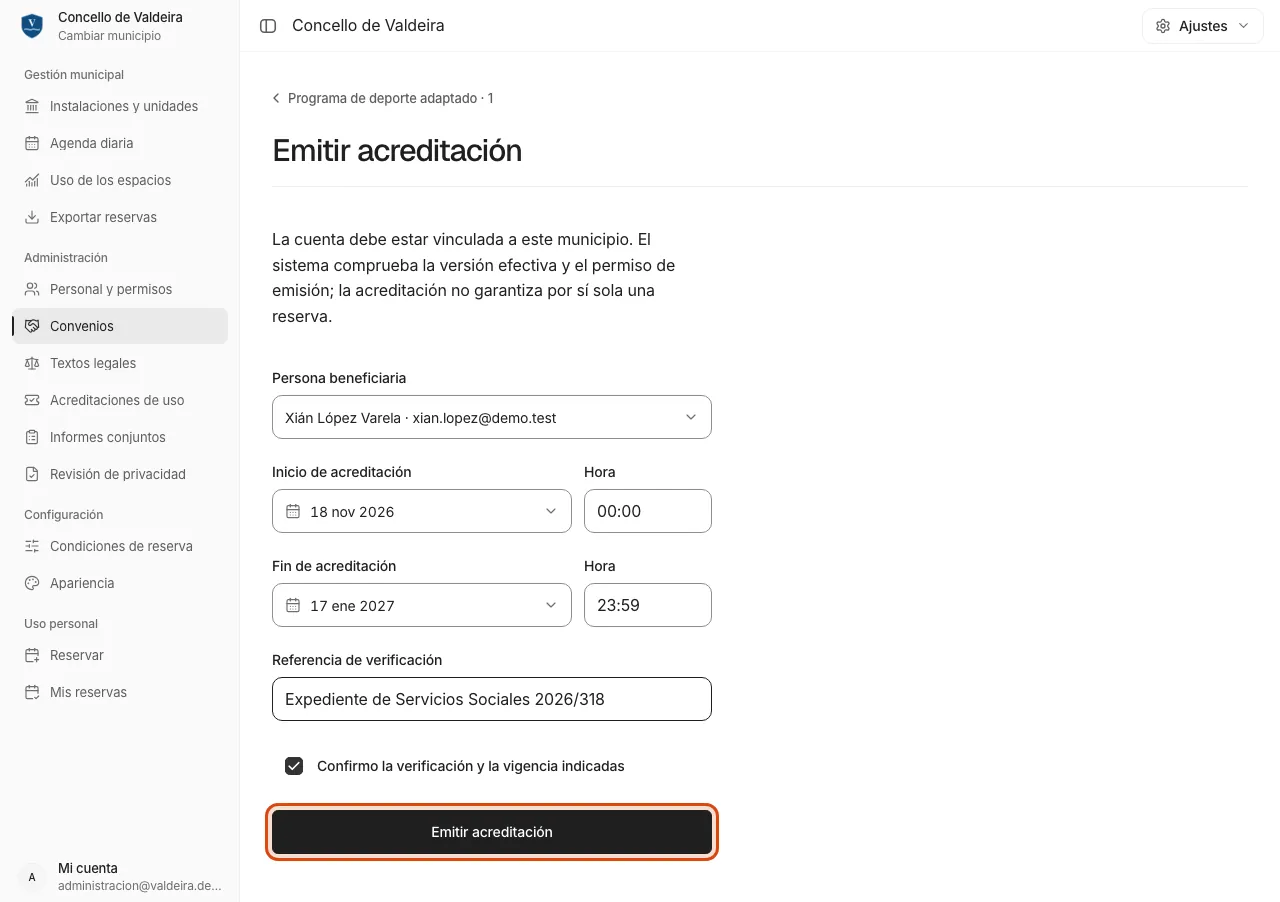 Concello de Valdeira
Cambiar municipio
Gestión municipal
Instalaciones y unidades
Agenda diaria
Uso de los espacios
Exportar reservas
Administración
Personal y permisos
Convenios
Textos legales
Acreditaciones de uso
Informes conjuntos
Revisión de privacidad
Configuración
Condiciones de reserva
Apariencia
Uso personal
Reservar
Mis reservas
A
Mi cuenta
administracion@valdeira.de...
Concello de Valdeira
Ajustes
Programa de deporte adaptado · 1
Emitir acreditación
La cuenta debe estar vinculada a este municipio. El
sistema comprueba la versión efectiva y el permiso de
emisión; la acreditación no garantiza por sí sola una
reserva.
Persona beneficiaria
Xián López Varela · xian.lopez@demo.test
Inicio de acreditación
Hora
18 nov 2026
00:00
Fin de acreditación
Hora
17 ene 2027
23:59
Referencia de verificación
Expediente de Servicios Sociales 2026/318
Confirmo la verificación y la vigencia indicadas
Emitir acreditación